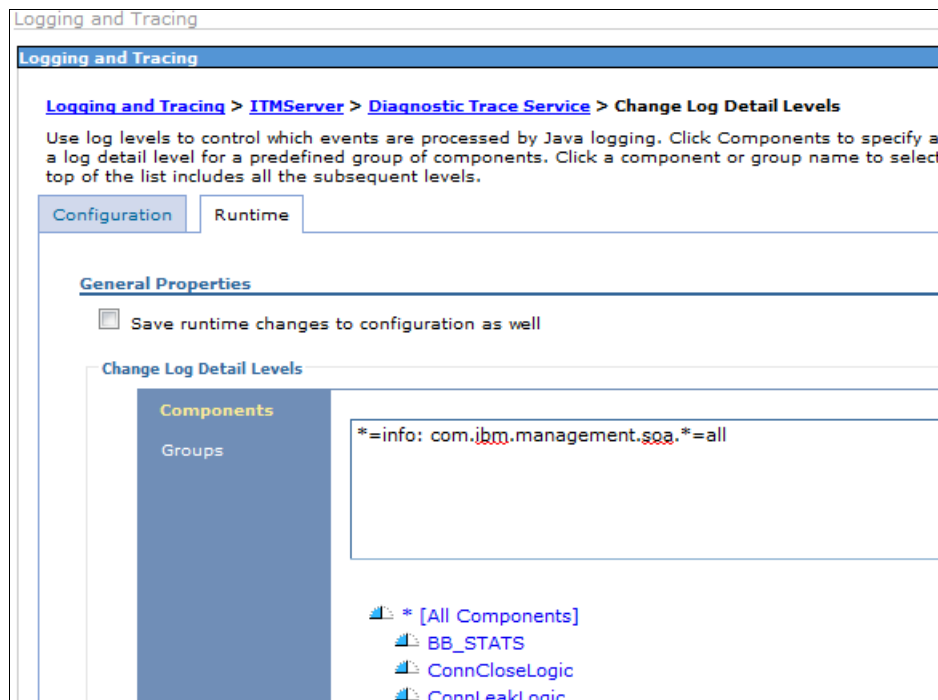 Logging and Tracing
Logging and Tracing
Logging and Tracing > ITMServer > Diagnostic Trace Service > Change Log Detail Levels
Use log levels to control which events are processed by Java logging. Click Components to specify a
a log detail level for a predefined group of components. Click a component or group name to select
top of the list includes all the subsequent levels.
Configuration Runtime
General Properties
Save runtime changes to configuration as well
Change Log Detail Levels
Components
*=info: com.ibm.management.soa.*=all
Groups
* [All Components]
BB_STATS
ConnCloseLogic
ConnLeakLogic